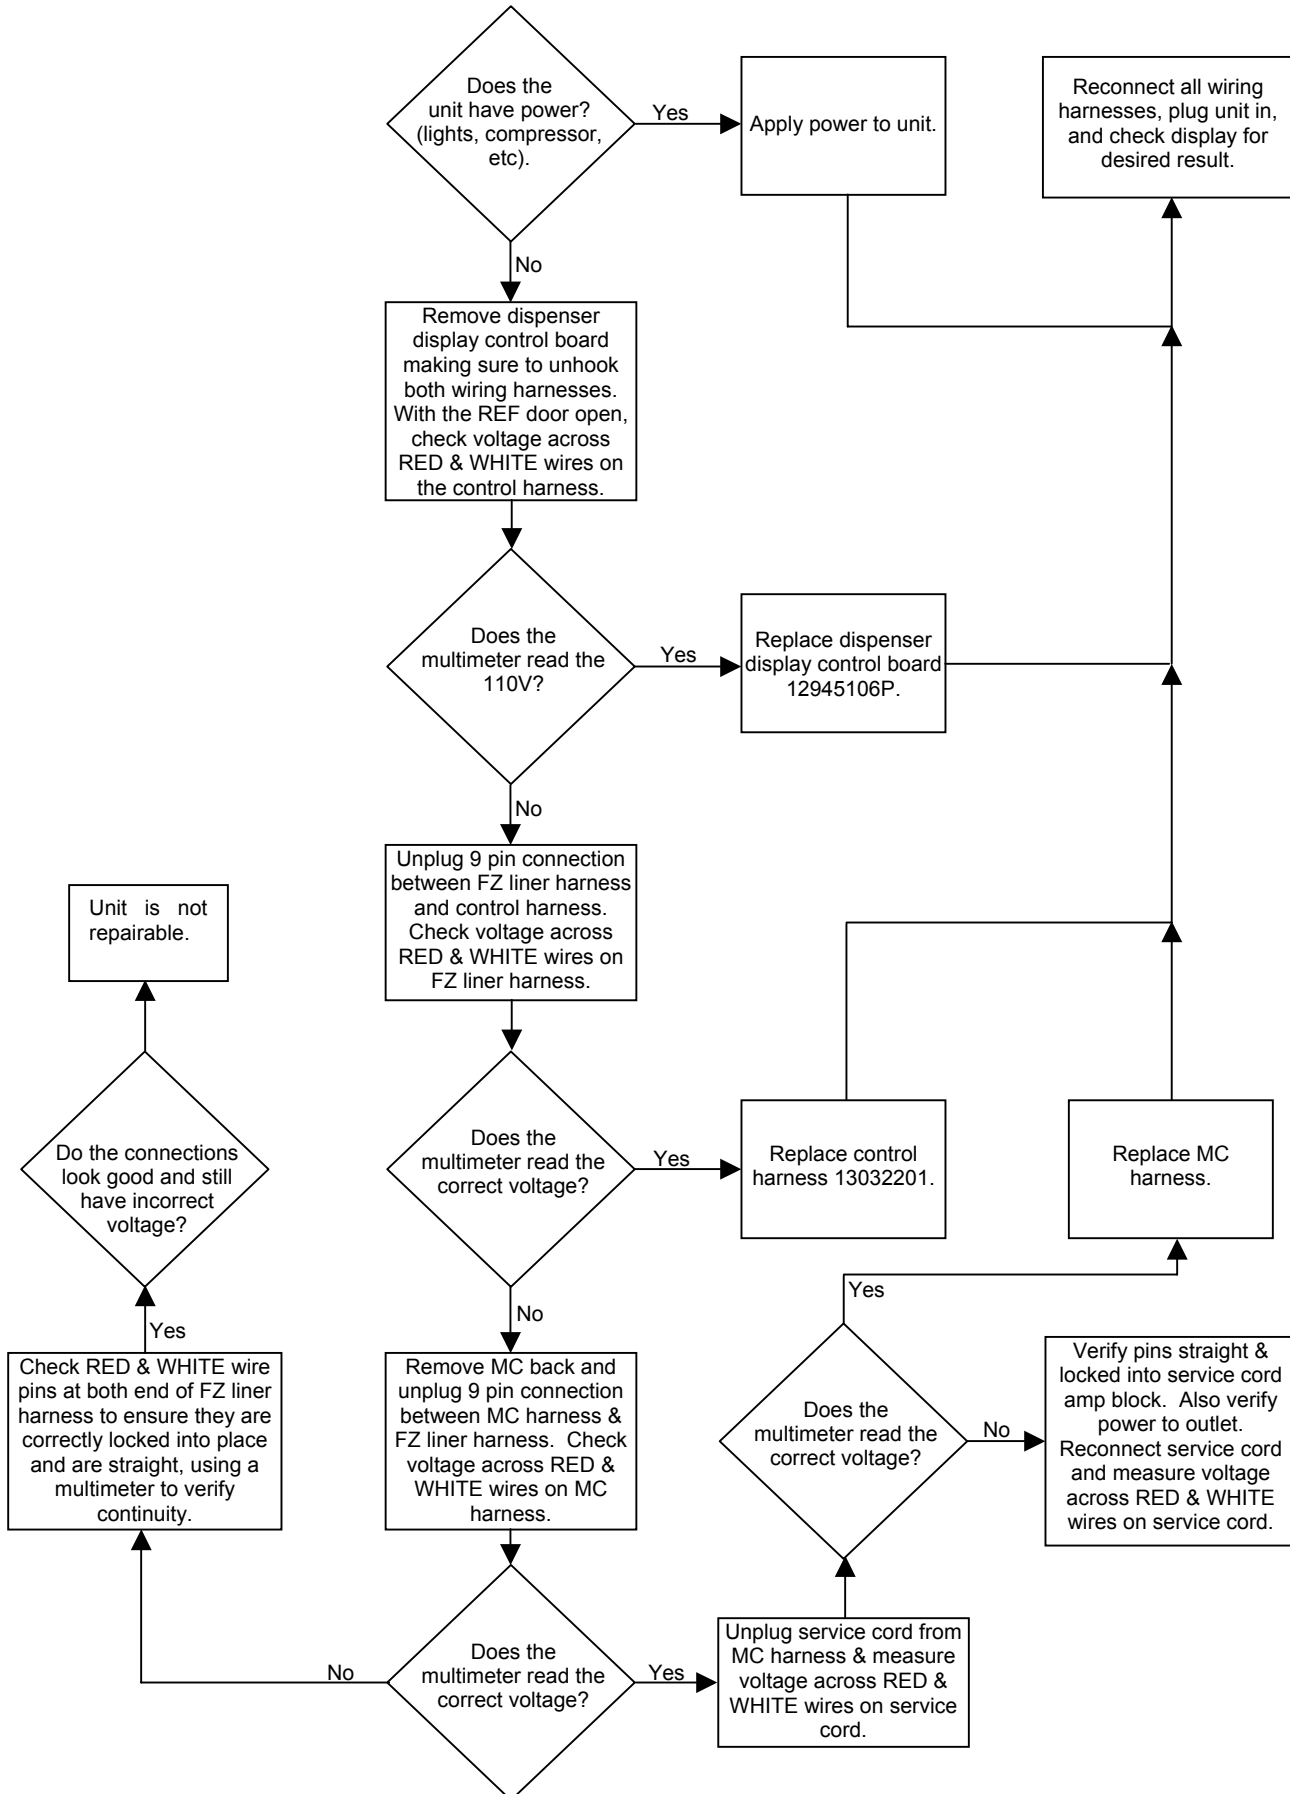 Does the
unit have power?
(lights, compressor,
etc).
Yes
Apply power to unit.
Reconnect all wiring
harnesses, plug unit in,
and check display for
desired result.
No
Remove dispenser
display control board
making sure to unhook
both wiring harnesses.
With the REF door open,
check voltage across
RED & WHITE wires on
the control harness.
Does the
multimeter read the
110V?
Yes
Replace dispenser
display control board
12945106P.
No
Unplug 9 pin connection
between FZ liner harness
and control harness.
Check voltage across
RED & WHITE wires on
FZ liner harness.
Unit is not
repairable.
Does the
multimeter read the
correct voltage?
Yes
Replace control
harness 13032201.
Replace MC
harness.
Do the connections
look good and still
have incorrect
voltage?
Yes
No
Yes
Check RED & WHITE wire
pins at both end of FZ liner
harness to ensure they are
correctly locked into place
and are straight, using a
multimeter to verify
continuity.
Remove MC back and
unplug 9 pin connection
between MC harness &
FZ liner harness. Check
voltage across RED &
WHITE wires on MC
harness.
Does the
multimeter read the
correct voltage?
No
Verify pins straight &
locked into service cord
amp block. Also verify
power to outlet.
Reconnect service cord
and measure voltage
across RED & WHITE
wires on service cord.
No
Does the
multimeter read the
correct voltage?
Yes
Unplug service cord from
MC harness & measure
voltage across RED &
WHITE wires on service
cord.